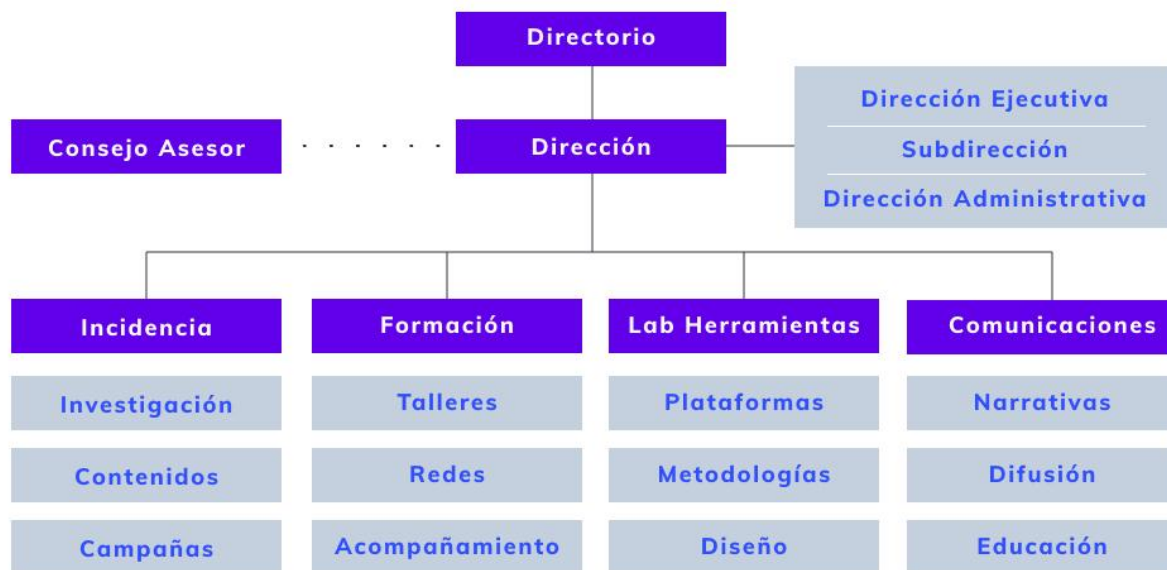 Directorio
Consejo Asesor
Dirección
Dirección Ejecutiva
Subdirección
Dirección Administrativa
Incidencia
Formación
Lab Herramientas
Comunicaciones
Investigación
Talleres
Plataformas
Narrativas
Contenidos
Redes
Metodologías
Difusión
Campañas
Acompañamiento
Diseño
Educación